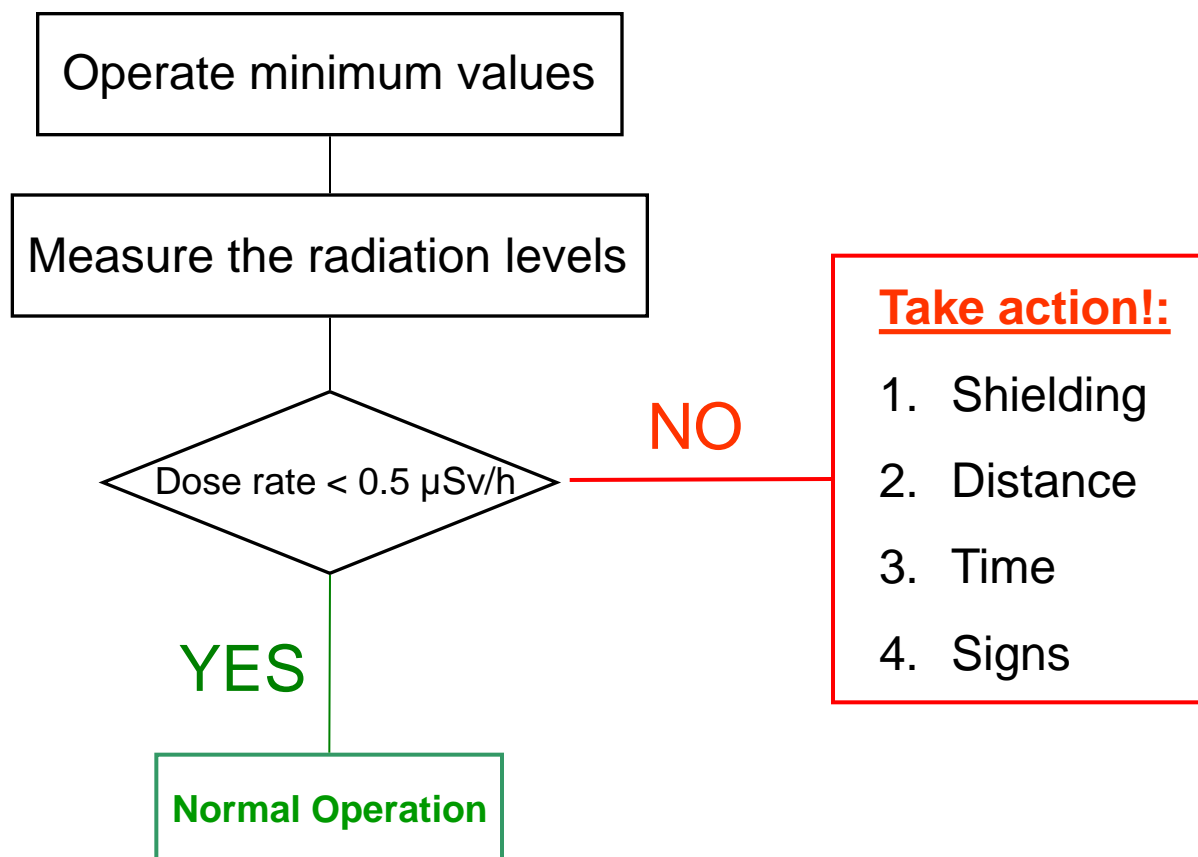 Operate minimum values
Measure the radiation levels
Dose rate < 0.5 µSv/h
NO
Take action!:
1. Shielding
2. Distance
3. Time
4. Signs
YES
Normal Operation